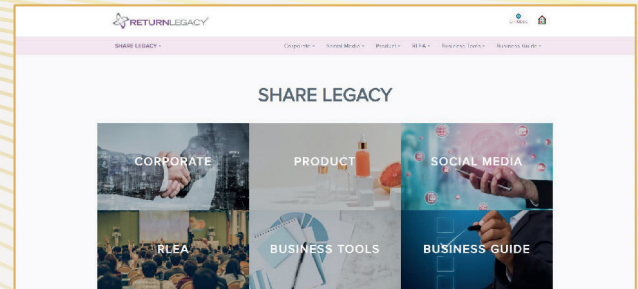 RETURNLEGACY
SHARE LEGACY
Corporate Social Media Product RLEA Business Tools Business Guide
SHARE LEGACY
CORPORATE PRODUCT SOCIAL MEDIA
RLEA BUSINESS TOOLS BUSINESS GUIDE